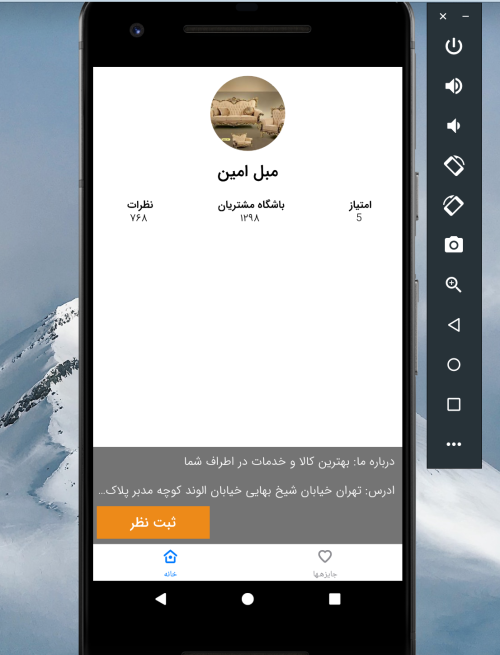 مبل امین
امتیاز
5
باشگاه مشتریان
۱۲۹۸
نظرات
۷۶۸
درباره ما: بهترین کالا و خدمات در اطراف شما
ادرس: تهران خیابان شیخ بهایی خیابان الوند کوچه مدبر پلاک...
ثبت نظر
جایزه‌ها
خانه